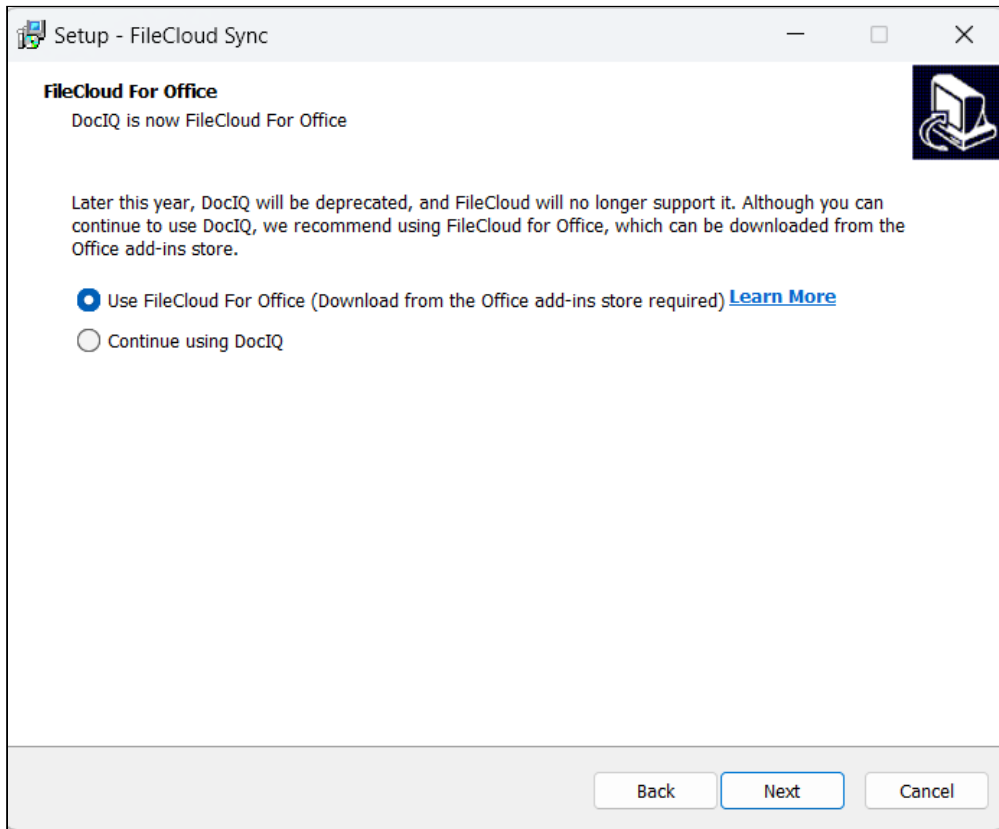 Setup - FileCloud Sync
FileCloud For Office
DocIQ is now FileCloud For Office
Later this year, DocIQ will be deprecated, and FileCloud will no longer support it. Although you can
continue to use DocIQ, we recommend using FileCloud for Office, which can be downloaded from the
Office add-ins store.
Use FileCloud For Office (Download from the Office add-ins store required) Learn More
Continue using DocIQ
Back Next Cancel